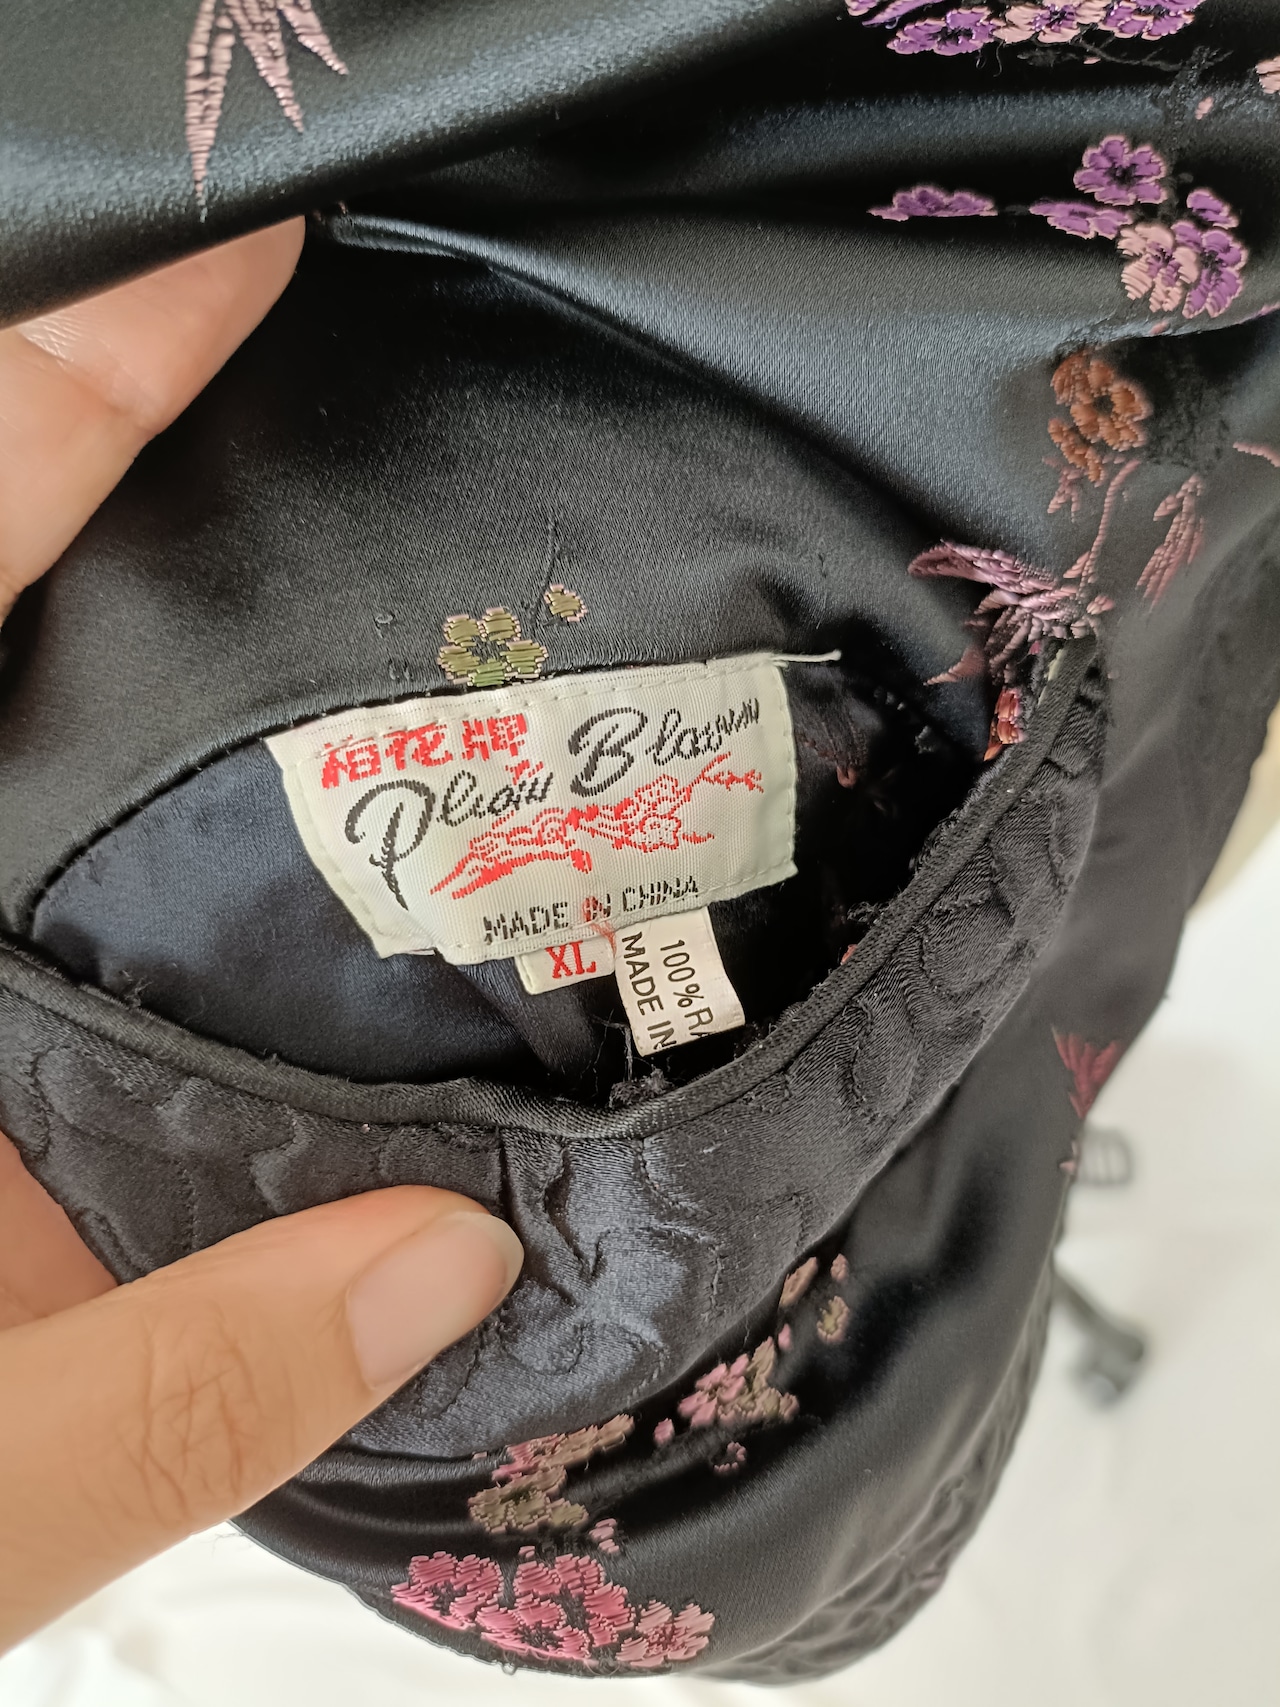 梅花牌
Plum Blossom
MADE IN CHINA
XL
100% RA
MADE IN